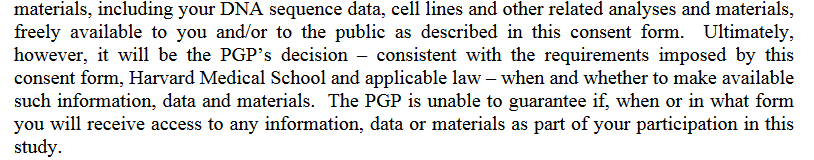 materials, including your DNA sequence data, cell lines and other related analyses and materials,
freely available to you and/or to the public as described in this consent form.  Ultimately,
however, it will be the PGP’s decision – consistent with the requirements imposed by this
consent form, Harvard Medical School and applicable law – when and whether to make available
such information, data and materials.  The PGP is unable to guarantee if, when or in what form
you will receive access to any information, data or materials as part of your participation in this
study.